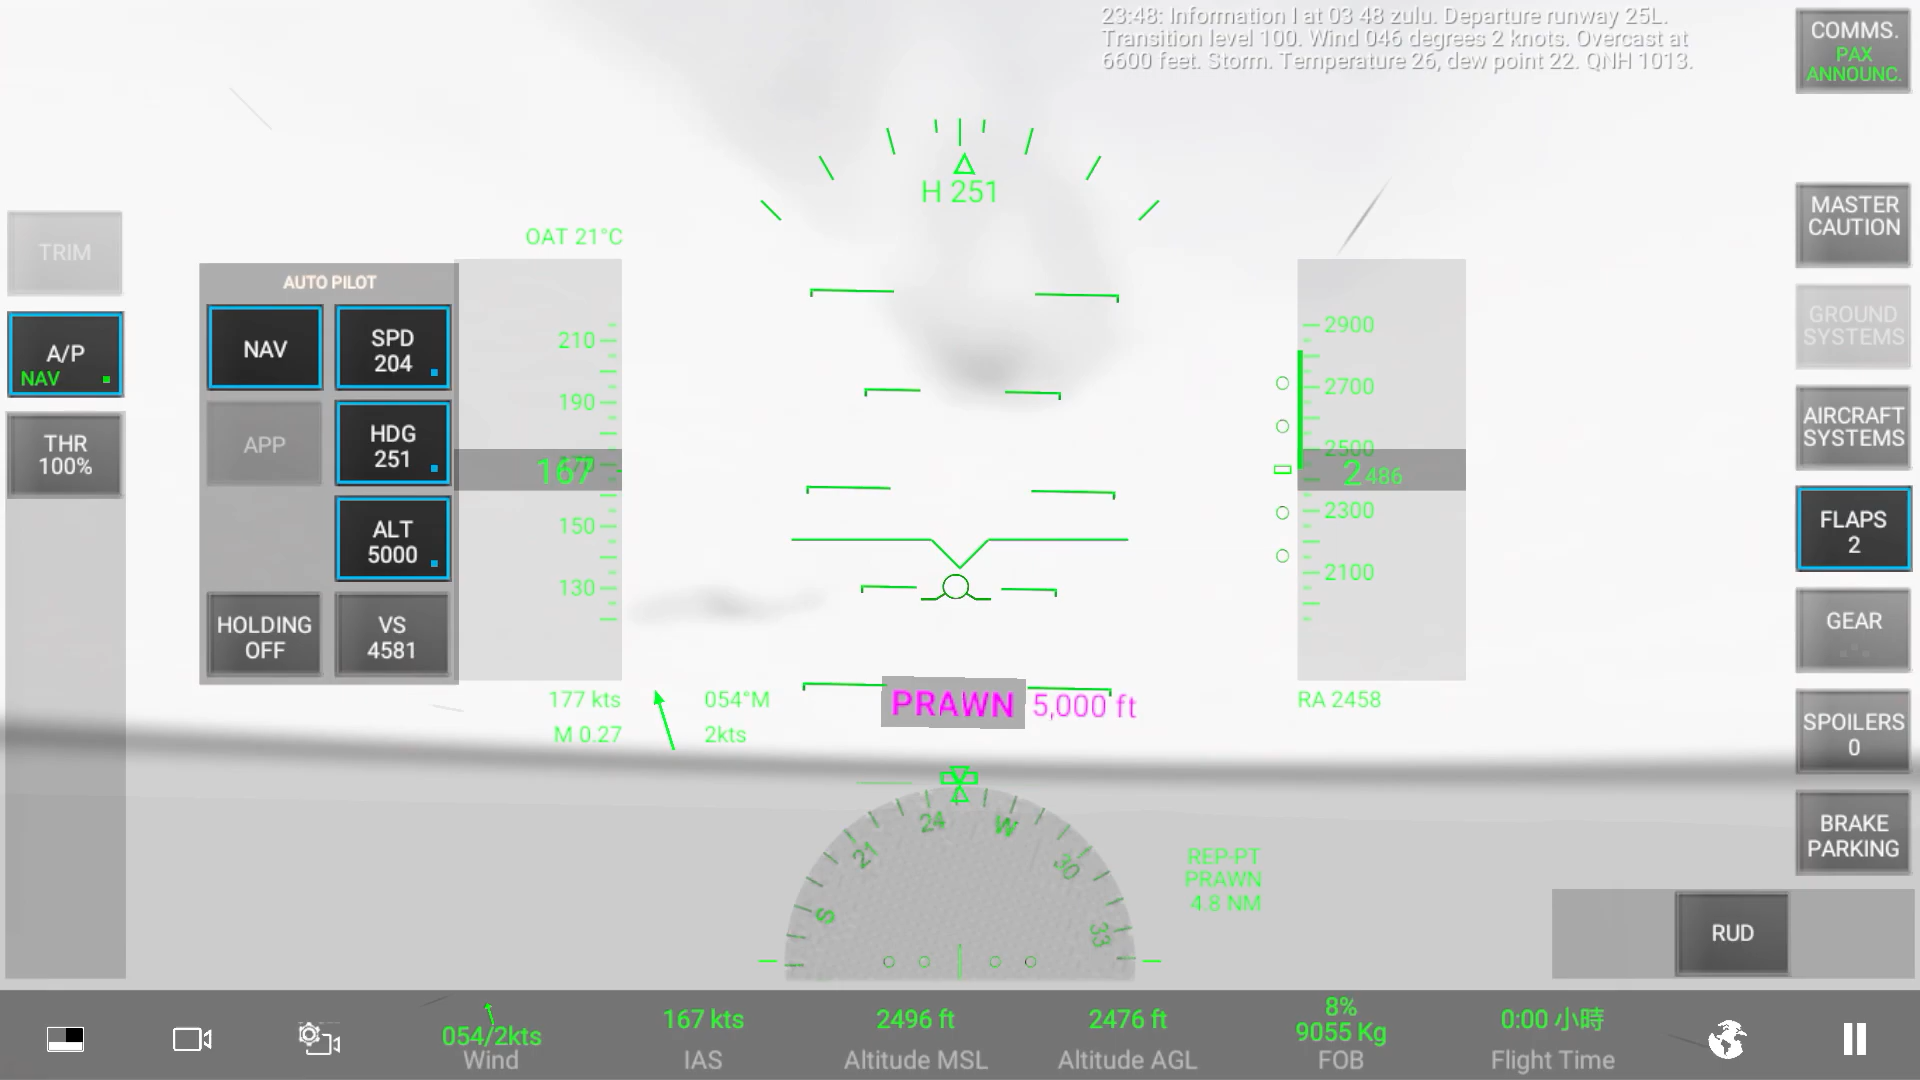 23:48: Information I at 03 48 zulu. Departure runway 25L.
Transition level 100. Wind 046 degrees 2 knots. Overcast at
6600 feet. Storm. Temperature 26, dew point 22. QNH 1013.
COMMS.
PAX
ANNOUNC.
H 251
OAT 21°C
TRIM
A/P
NAV
THR
100%
AUTO PILOT
NAV
SPD
204
APP
HDG
251
ALT
5000
HOLDING
OFF
VS
4581
210
190
170
167
150
130
177 kts
M 0.27
054°M
2kts
PRAWN 5,000 ft
2900
2700
2500
2 486
2300
2100
RA 2458
MASTER
CAUTION
GROUND
SYSTEMS
AIRCRAFT
SYSTEMS
FLAPS
2
GEAR
SPOILERS
0
BRAKE
PARKING
RUD
S
21
24
W
30
33
REP-PT
PRAWN
4.8 NM
054/2kts
Wind
167 kts
IAS
2496 ft
Altitude MSL
2476 ft
Altitude AGL
8%
9055 Kg
FOB
0:00 小時
Flight Time